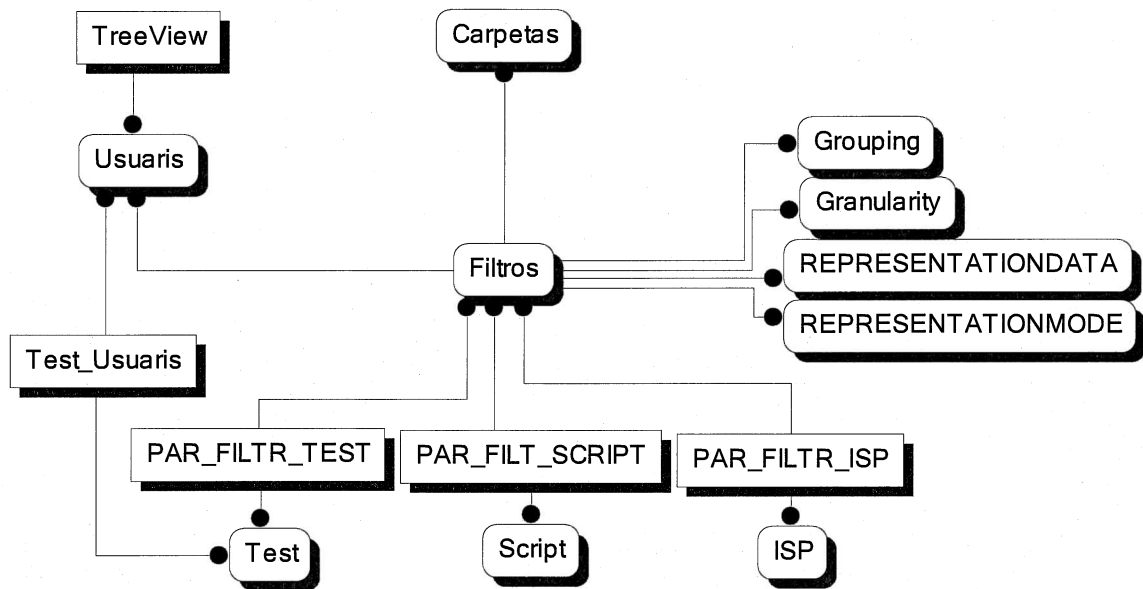 TreeView
Carpetas
Usuaris
Grouping
Granularity
Filtros
REPRESENTATIONDATA
REPRESENTATIONMODE
Test_Usuaris
PAR_FILTR_TEST
PAR_FILT_SCRIPT
PAR_FILTR_ISP
Test
Script
ISP